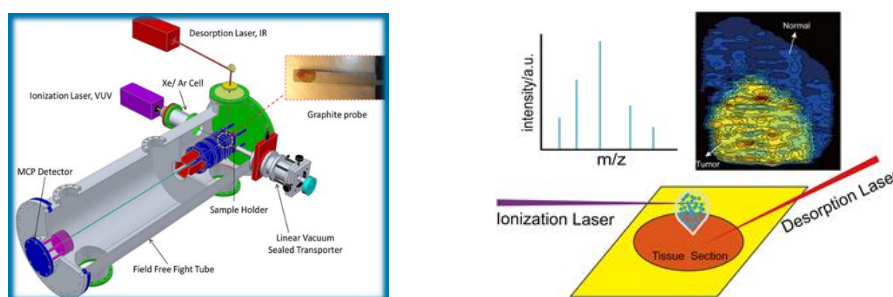 Desorption Laser, IR
Xe/ Ar Cell
Ionization Laser, VUV
Graphite probe
MCP Detector
Sample Holder
Linear Vacuum
Sealed Transporter
Field Free Fight Tube
intensity/a.u.
m/z
Normal
Tumor
Ionization Laser
Desorption Laser
Tissue Section